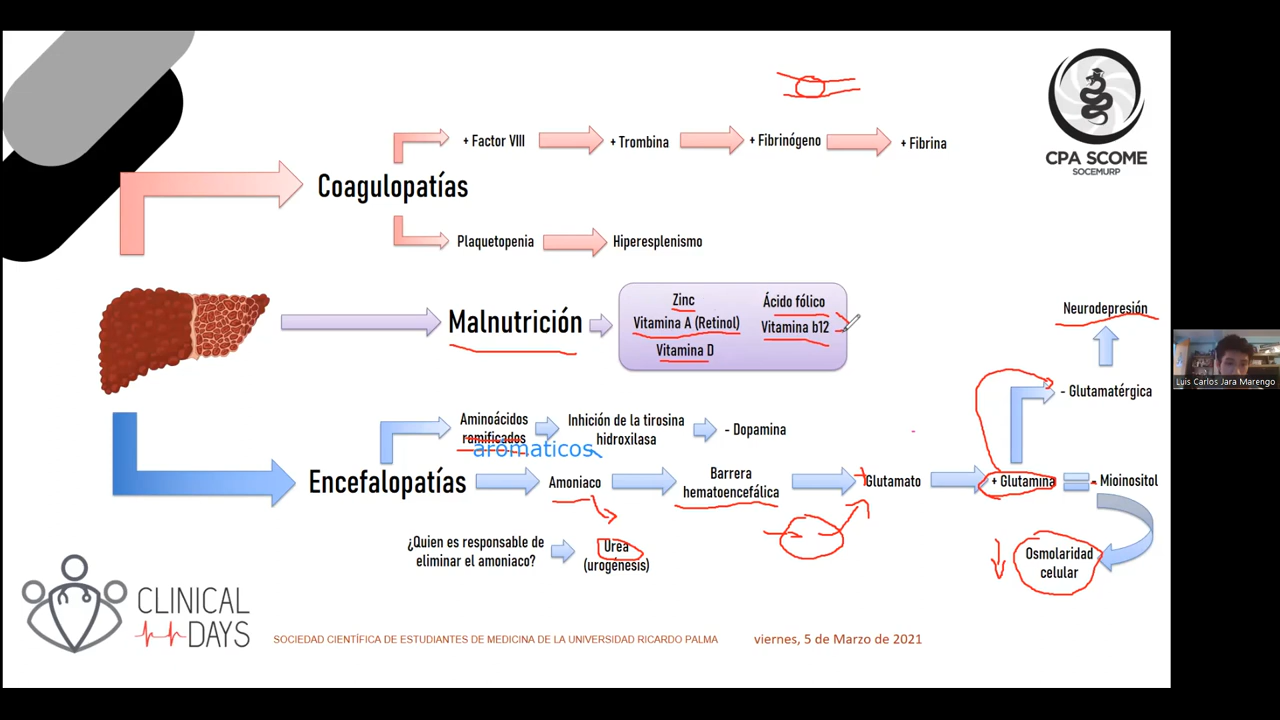 CPA SCOME
SOCEMURP
+ Factor VIII
+ Trombina
+ Fibrinógeno
+ Fibrina
Coagulopatías
Plaquetopenia
Hiperesplenismo
Malnutrición
Zinc
Vitamina A (Retinol)
Vitamina D
Ácido fólico
Vitamina b12
Neurodepresión
- Glutamatérgica
Luis Carlos Jara Marengo
Encefalopatías
Aminoácidos
ramificados
aromaticos
Inhición de la tirosina
hidroxilasa
- Dopamina
Amoniaco
Barrera
hematoencefálica
+ Glutamato
+ Glutamina
- Mioinositol
Osmolaridad
celular
¿Quien es responsable de
eliminar el amoniaco?
Urea
(urogénesis)
CLINICAL
DAYS
SOCIEDAD CIENTÍFICA DE ESTUDIANTES DE MEDICINA DE LA UNIVERSIDAD RICARDO PALMA
viernes, 5 de Marzo de 2021